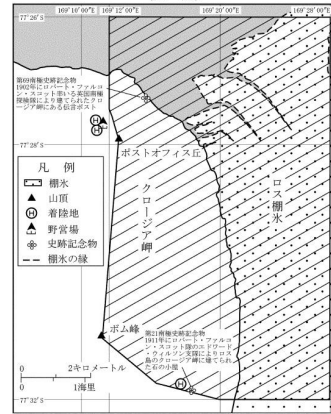 169˚10′00″E
169˚12′00″E
169˚20′00″E
169˚28′00″E
77˚26′S
第69南極史跡記念物
1902年にロバート・ファルコ
ン・スコット率いる英国南極
探検隊により建てられたクロ
ージア岬にある伝言ポスト
77˚28′S
ポストオフィス丘
凡 例
棚氷
山頂
着陸地
野営場
史跡記念物
棚氷の縁
クロージア岬
ロス棚氷
ボム峰
第21南極史跡記念物
1911年にロバート・ファルコ
ン・スコット隊のエドワード
・ウィルソン支隊によりロス
島のクロージア岬に建てられ
た石の小屋
0 2キロメートル
0 1海里
77˚32′S